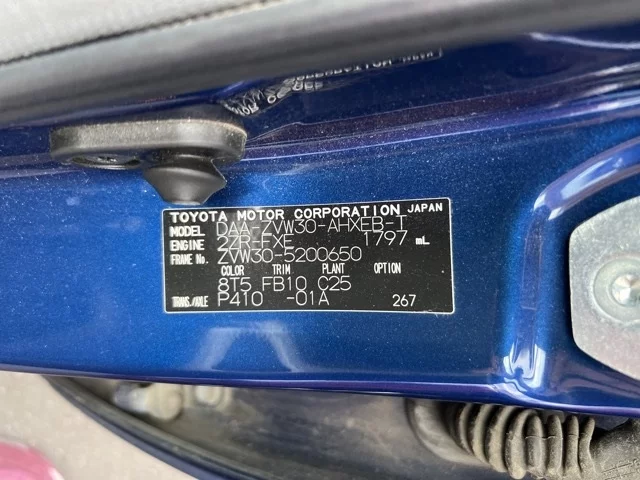 TOYOTA MOTOR CORPORATION JAPAN
MODEL DAA-ZVW30-AHXEB-T
ENGINE 2ZR-FXE 1797 mL
FRAME No. ZVW30-5200650
COLOR TRIM PLANT OPTION
8T5 FB10 C25
TRANS./AXLE P410 -01A 267